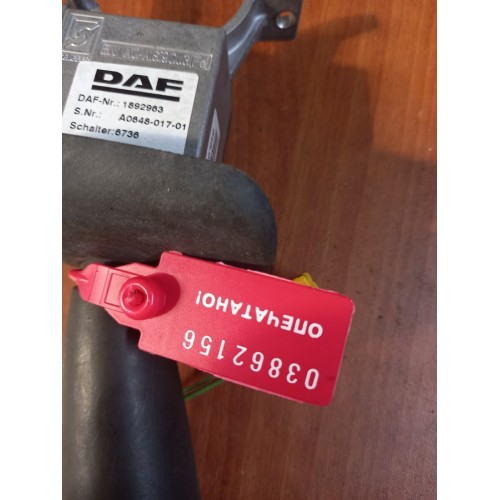 DAF
DAF-Nr.: 1892963
S.Nr.: A0648-017-01
Schalter:6736
ОПЕЧАТАНО!
03862156